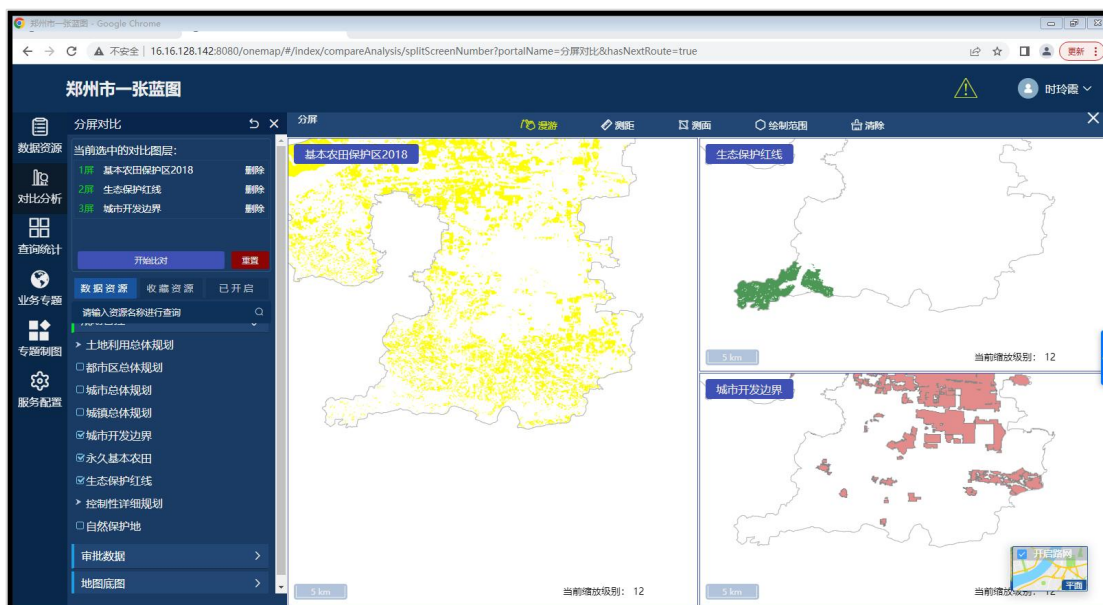 郑州市一张蓝图 - Google Chrome
不安全 16.16.128.142:8080/onemap/#/index/compareAnalysis/splitScreenNumber?portalName=分屏对比&hasNextRoute=true
更新
郑州市一张蓝图
时玲霞
数据资源
对比分析
查询统计
业务专题
专题制图
服务配置
分屏对比
当前选中的对比图层：
1屏 基本农田保护区2018 删除
2屏 生态保护红线 删除
3屏 城市开发边界 删除
开始比对 重置
数据资源 收藏资源 已开启
请输入资源名称进行查询
土地利用总体规划
都市区总体规划
城市总体规划
城镇总体规划
城市开发边界
永久基本农田
生态保护红线
控制性详细规划
自然保护地
审批数据
地图底图
分屏 漫游 测距 测面 绘制范围 清除
基本农田保护区2018
5 km
当前缩放级别： 12
生态保护红线
5 km
当前缩放级别： 12
城市开发边界
5 km
开启路网
平面